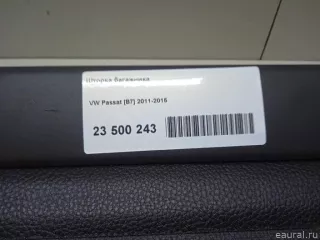 Шторка багажника
VW Passat [B7] 2011-2015
23 500 243
eaural.ru